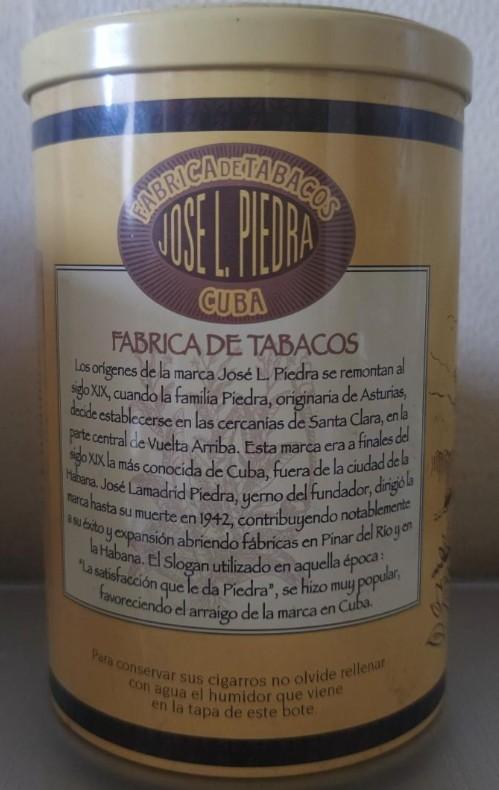 FABRICA DE TABACOS
JOSE L. PIEDRA
CUBA
FABRICA DE TABACOS
Los orígenes de la marca José L. Piedra se remontan al
siglo XIX, cuando la familia Piedra, originaria de Asturias,
decide establecerse en las cercanías de Santa Clara, en la
parte central de Vuelta Arriba. Esta marca era a finales del
siglo XIX la más conocida de Cuba, fuera de la ciudad de la
Habana. José Lamadrid Piedra, yerno del fundador, dirigió la
marca hasta su muerte en 1942, contribuyendo notablemente
a su éxito y expansión abriendo fábricas en Pinar del Río y en
la Habana. El Slogan utilizado en aquella época :
"La satisfacción que le da Piedra", se hizo muy popular,
favoreciendo el arraigo de la marca en Cuba.
Para conservar sus cigarros no olvide rellenar
con agua el humidor que viene
en la tapa de este bote.